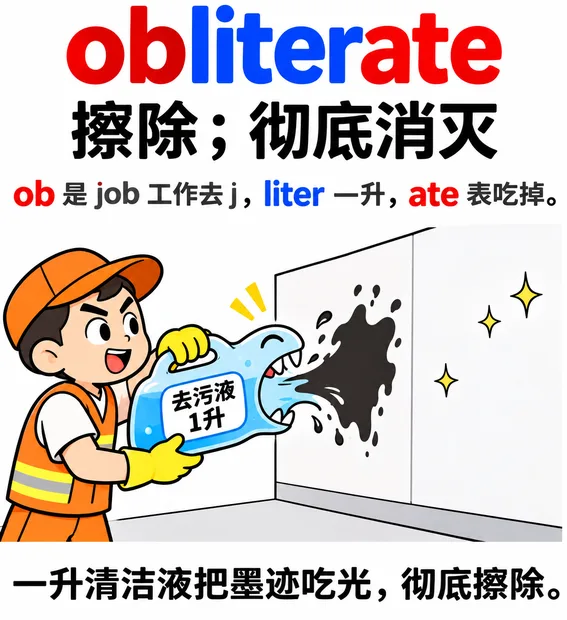 obliterate
擦除；彻底消灭
ob 是 job 工作去 j，liter 一升，ate 表吃掉。
去污液
1升
一升清洁液把墨迹吃光，彻底擦除。